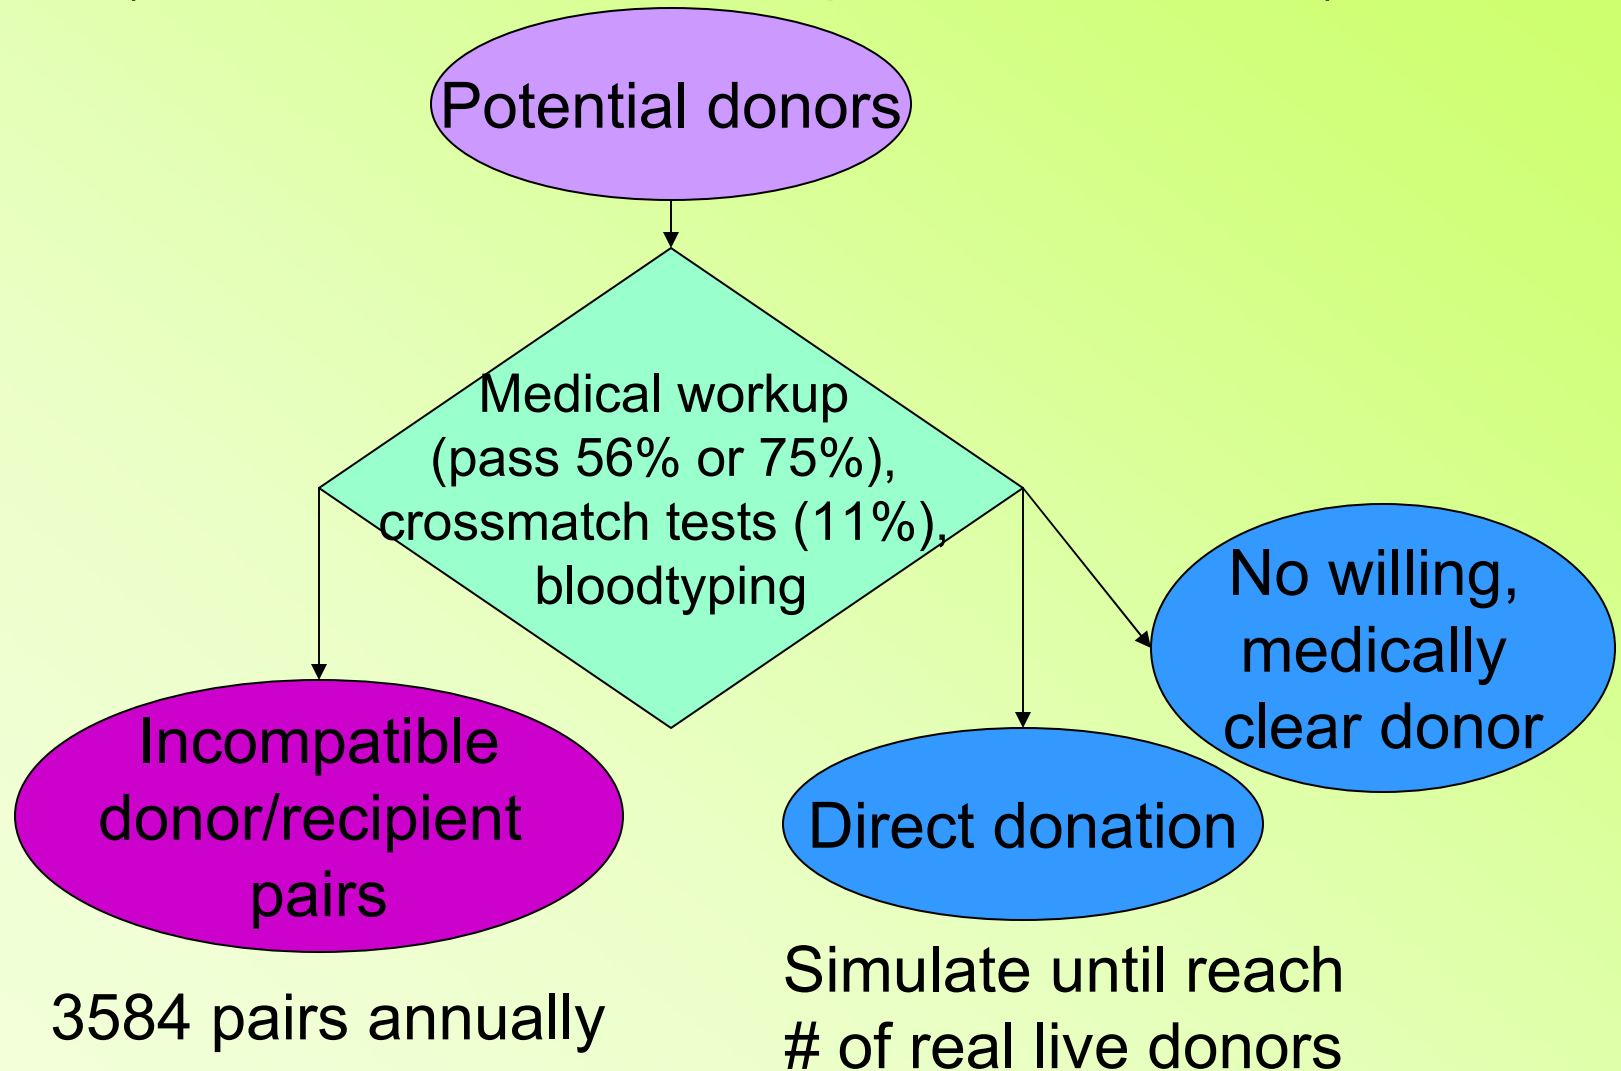 Potential donors
Medical workup
(pass 56% or 75%),
crossmatch tests (11%),
bloodtyping
No willing,
medically
clear donor
Incompatible
donor/recipient
pairs
Direct donation
3584 pairs annually
Simulate until reach
# of real live donors